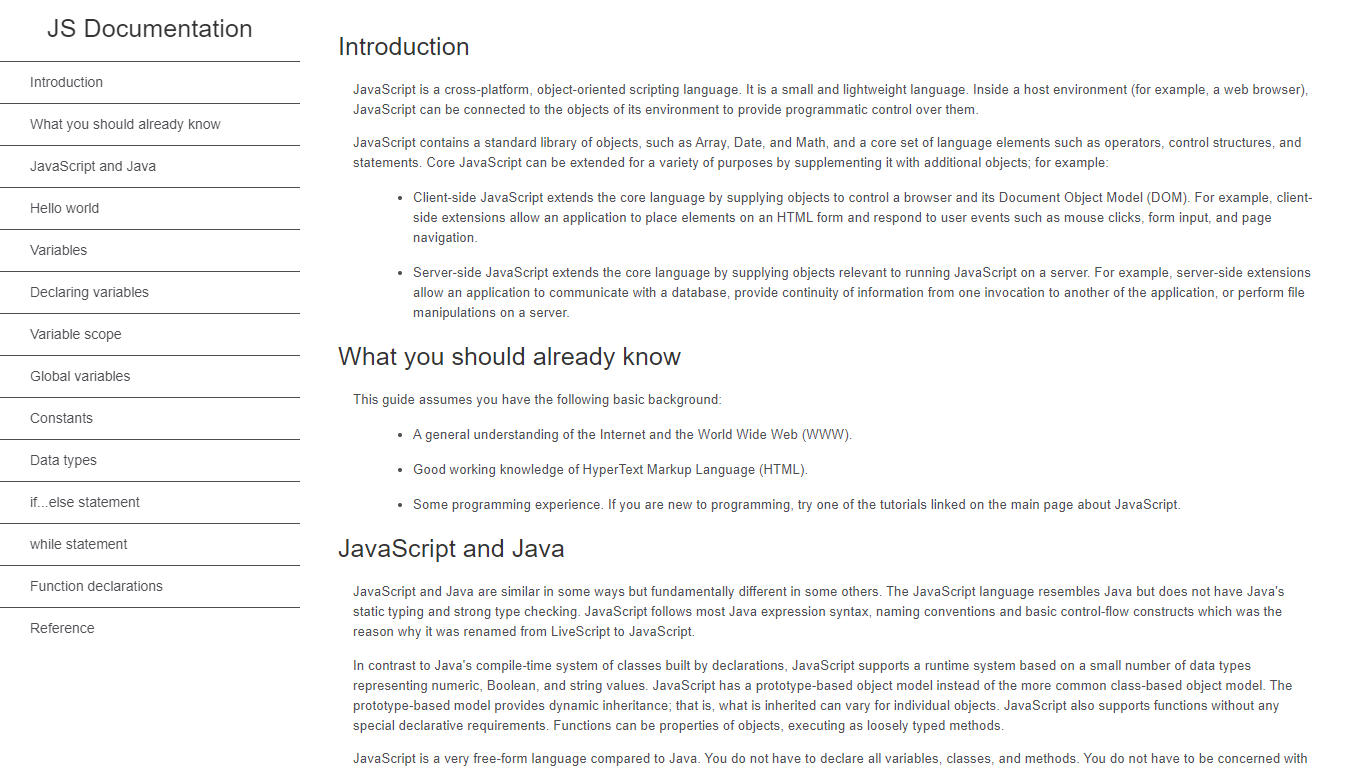 JS Documentation
Introduction
What you should already know
JavaScript and Java
Hello world
Variables
Declaring variables
Variable scope
Global variables
Constants
Data types
if...else statement
while statement
Function declarations
Reference
Introduction
JavaScript is a cross-platform, object-oriented scripting language. It is a small and lightweight language. Inside a host environment (for example, a web browser),
JavaScript can be connected to the objects of its environment to provide programmatic control over them.
JavaScript contains a standard library of objects, such as Array, Date, and Math, and a core set of language elements such as operators, control structures, and
statements. Core JavaScript can be extended for a variety of purposes by supplementing it with additional objects; for example:
• Client-side JavaScript extends the core language by supplying objects to control a browser and its Document Object Model (DOM). For example, client-
side extensions allow an application to place elements on an HTML form and respond to user events such as mouse clicks, form input, and page
navigation.
• Server-side JavaScript extends the core language by supplying objects relevant to running JavaScript on a server. For example, server-side extensions
allow an application to communicate with a database, provide continuity of information from one invocation to another of the application, or perform file
manipulations on a server.
What you should already know
This guide assumes you have the following basic background:
• A general understanding of the Internet and the World Wide Web (WWW).
• Good working knowledge of HyperText Markup Language (HTML).
• Some programming experience. If you are new to programming, try one of the tutorials linked on the main page about JavaScript.
JavaScript and Java
JavaScript and Java are similar in some ways but fundamentally different in some others. The JavaScript language resembles Java but does not have Java's
static typing and strong type checking. JavaScript follows most Java expression syntax, naming conventions and basic control-flow constructs which was the
reason why it was renamed from LiveScript to JavaScript.
In contrast to Java's compile-time system of classes built by declarations, JavaScript supports a runtime system based on a small number of data types
representing numeric, Boolean, and string values. JavaScript has a prototype-based object model instead of the more common class-based object model. The
prototype-based model provides dynamic inheritance; that is, what is inherited can vary for individual objects. JavaScript also supports functions without any
special declarative requirements. Functions can be properties of objects, executing as loosely typed methods.
JavaScript is a very free-form language compared to Java. You do not have to declare all variables, classes, and methods. You do not have to be concerned with